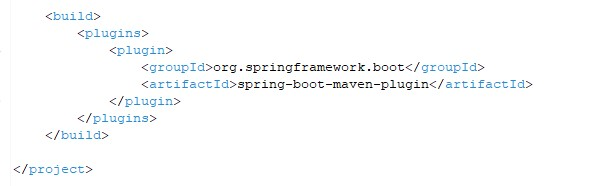 <build>
<plugins>
<plugin>
<groupId>org.springframework.boot</groupId>
<artifactId>spring-boot-maven-plugin</artifactId>
</plugin>
</plugins>
</build>
</project>